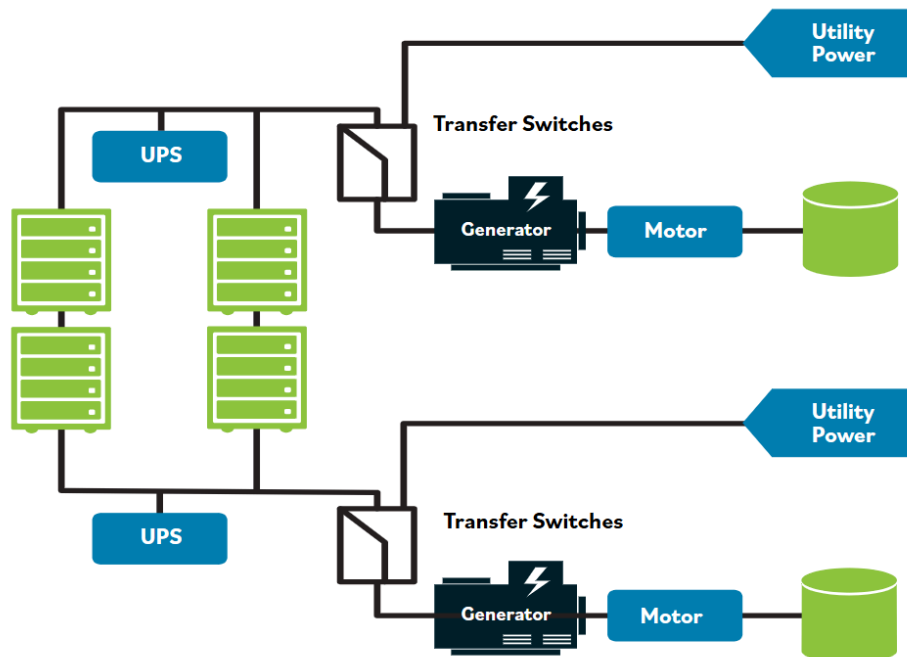 Utility
Power
Transfer Switches
UPS
Generator
Motor
Utility
Power
Transfer Switches
UPS
Generator
Motor